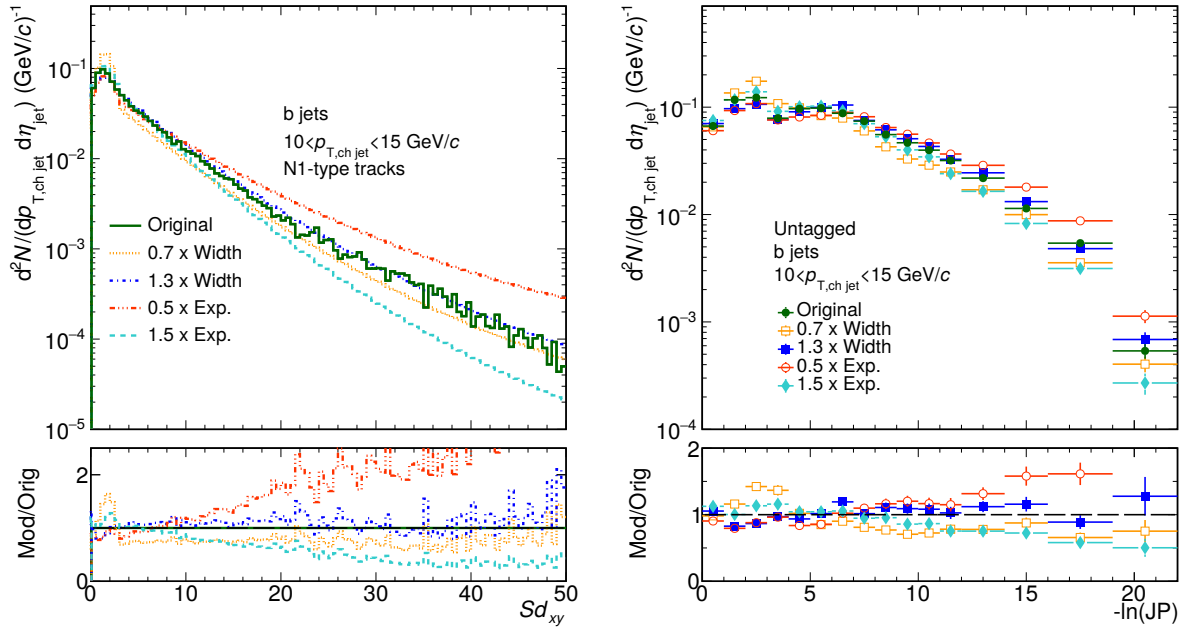 d²N/(dp_T,ch jet dη_jet) (GeV/c)⁻¹
10⁻¹
10⁻²
10⁻³
10⁻⁴
10⁻⁵
b jets
10<p_T,ch jet<15 GeV/c
N1-type tracks
Original
0.7 x Width
1.3 x Width
0.5 x Exp.
1.5 x Exp.
Mod/Orig
2
1
0
0 10 20 30 40 50
Sd_xy
d²N/(dp_T,ch jet dη_jet) (GeV/c)⁻¹
1
10⁻¹
10⁻²
10⁻³
10⁻⁴
Untagged
b jets
10<p_T,ch jet<15 GeV/c
Original
0.7 x Width
1.3 x Width
0.5 x Exp.
1.5 x Exp.
Mod/Orig
2
1
0
0 5 10 15 20
-ln(JP)